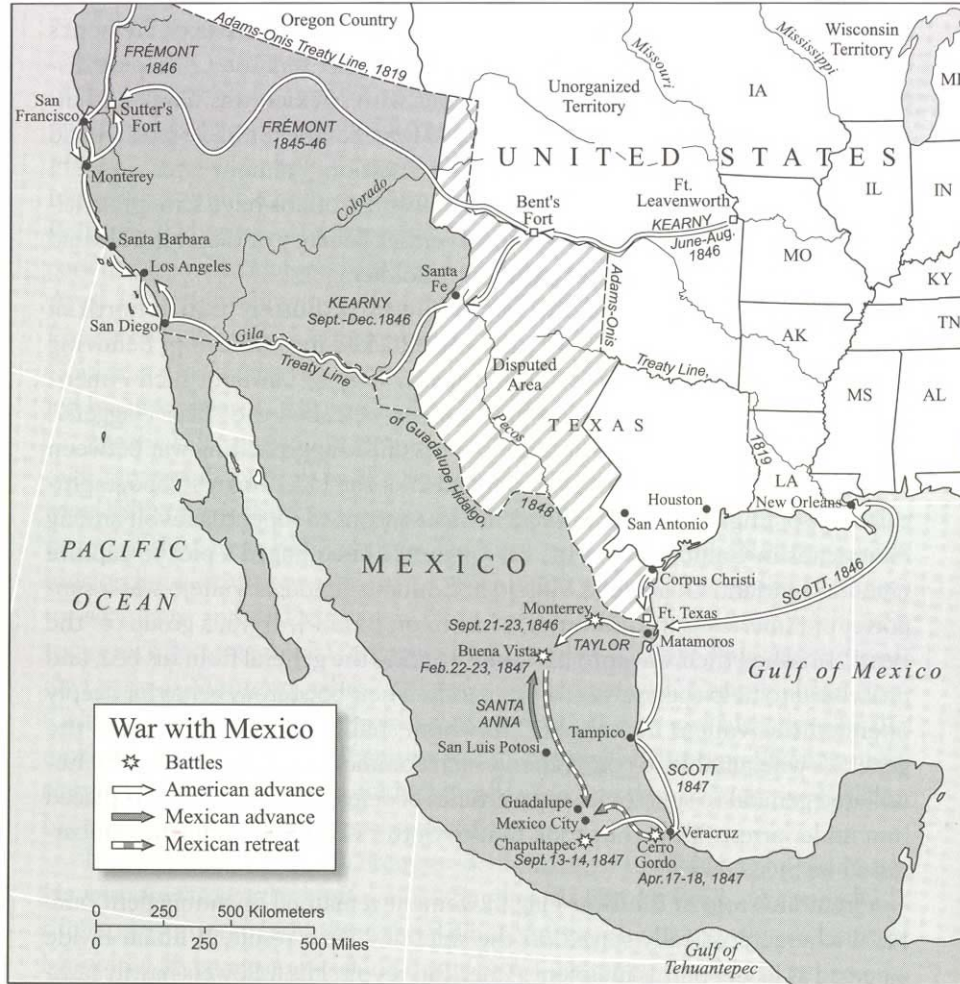 Oregon Country
Wisconsin
Territory
Adams-Onis Treaty Line, 1819
Missouri
Mississippi
FRÉMONT
1846
San
Francisco
Sutter's
Fort
FRÉMONT
1845-46
Unorganized
Territory
IA
UNITED STATES
IL
IN
Monterey
Colorado
Bent's
Fort
Ft.
Leavenworth
KEARNY
June-Aug.
1846
MO
KY
Santa Barbara
Los Angeles
Santa
Fe
KEARNY
Sept.-Dec.1846
Adams-Onis
TN
San Diego
Gila
Treaty Line
Disputed
Area
Treaty Line,
AK
MS
AL
Pecos
TEXAS
of Guadalupe Hidalgo,
1848
1819
LA
New Orleans
Houston
San Antonio
PACIFIC
OCEAN
MEXICO
Corpus Christi
SCOTT, 1846
Monterrey
Sept.21-23,1846
Ft. Texas
TAYLOR
Matamoros
Buena Vista
Feb.22-23, 1847
Gulf of Mexico
SANTA
ANNA
Tampico
San Luis Potosi
SCOTT
1847
Guadalupe
Mexico City
Chapultapec
Sept.13-14,1847
Veracruz
Cerro
Gordo
Apr.17-18, 1847
Gulf of
Tehuantepec
War with Mexico
Battles
American advance
Mexican advance
Mexican retreat
0 250 500 Kilometers
0 250 500 Miles